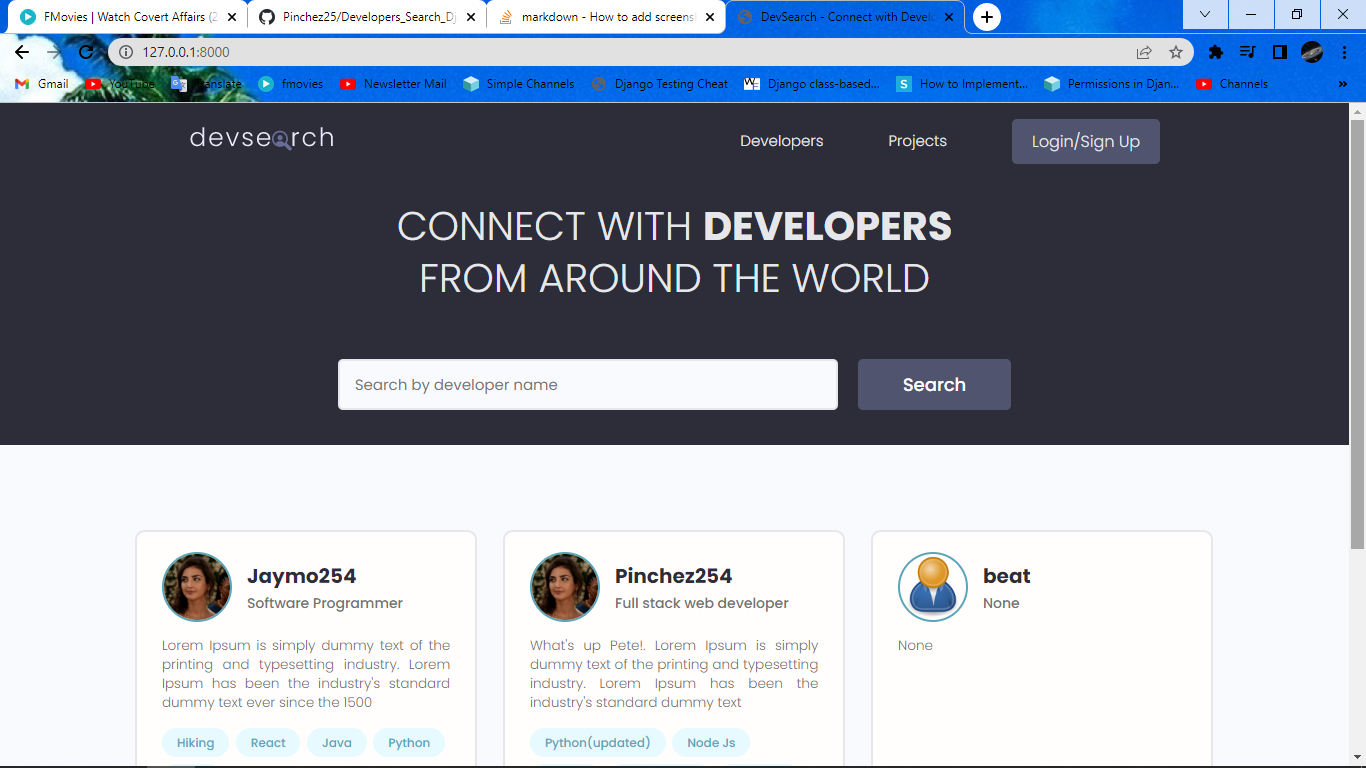 FMovies | Watch Covert Affairs (2
Pinchez25/Developers_Search_Dj
markdown - How to add screens
DevSearch - Connect with Develo
127.0.0.1:8000
Gmail
YouTube
Translate
fmovies
Newsletter Mail
Simple Channels
Django Testing Cheat
Django class-based...
How to Implement...
Permissions in Djan...
Channels
»
devsearch
Developers
Projects
Login/Sign Up
CONNECT WITH DEVELOPERS
FROM AROUND THE WORLD
Search by developer name
Search
Jaymo254
Software Programmer
Lorem Ipsum is simply dummy text of the
printing and typesetting industry. Lorem
Ipsum has been the industry's standard
dummy text ever since the 1500
Hiking
React
Java
Python
Pinchez254
Full stack web developer
What's up Pete!. Lorem Ipsum is simply
dummy text of the printing and typesetting
industry. Lorem Ipsum has been the
industry's standard dummy text
Python(updated)
Node Js
beat
None
None